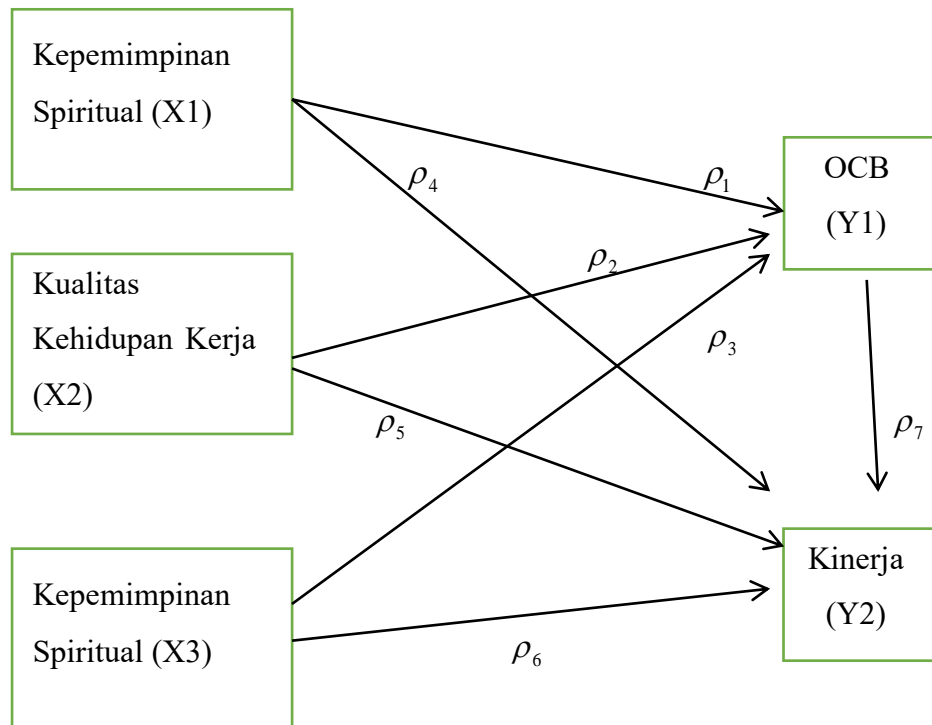 Kepemimpinan
Spiritual (X1)
ρ₄
ρ₁
OCB
(Y1)
Kualitas
Kehidupan Kerja
(X2)
ρ₂
ρ₃
ρ₅
ρ₇
Kepemimpinan
Spiritual (X3)
ρ₆
Kinerja
(Y2)